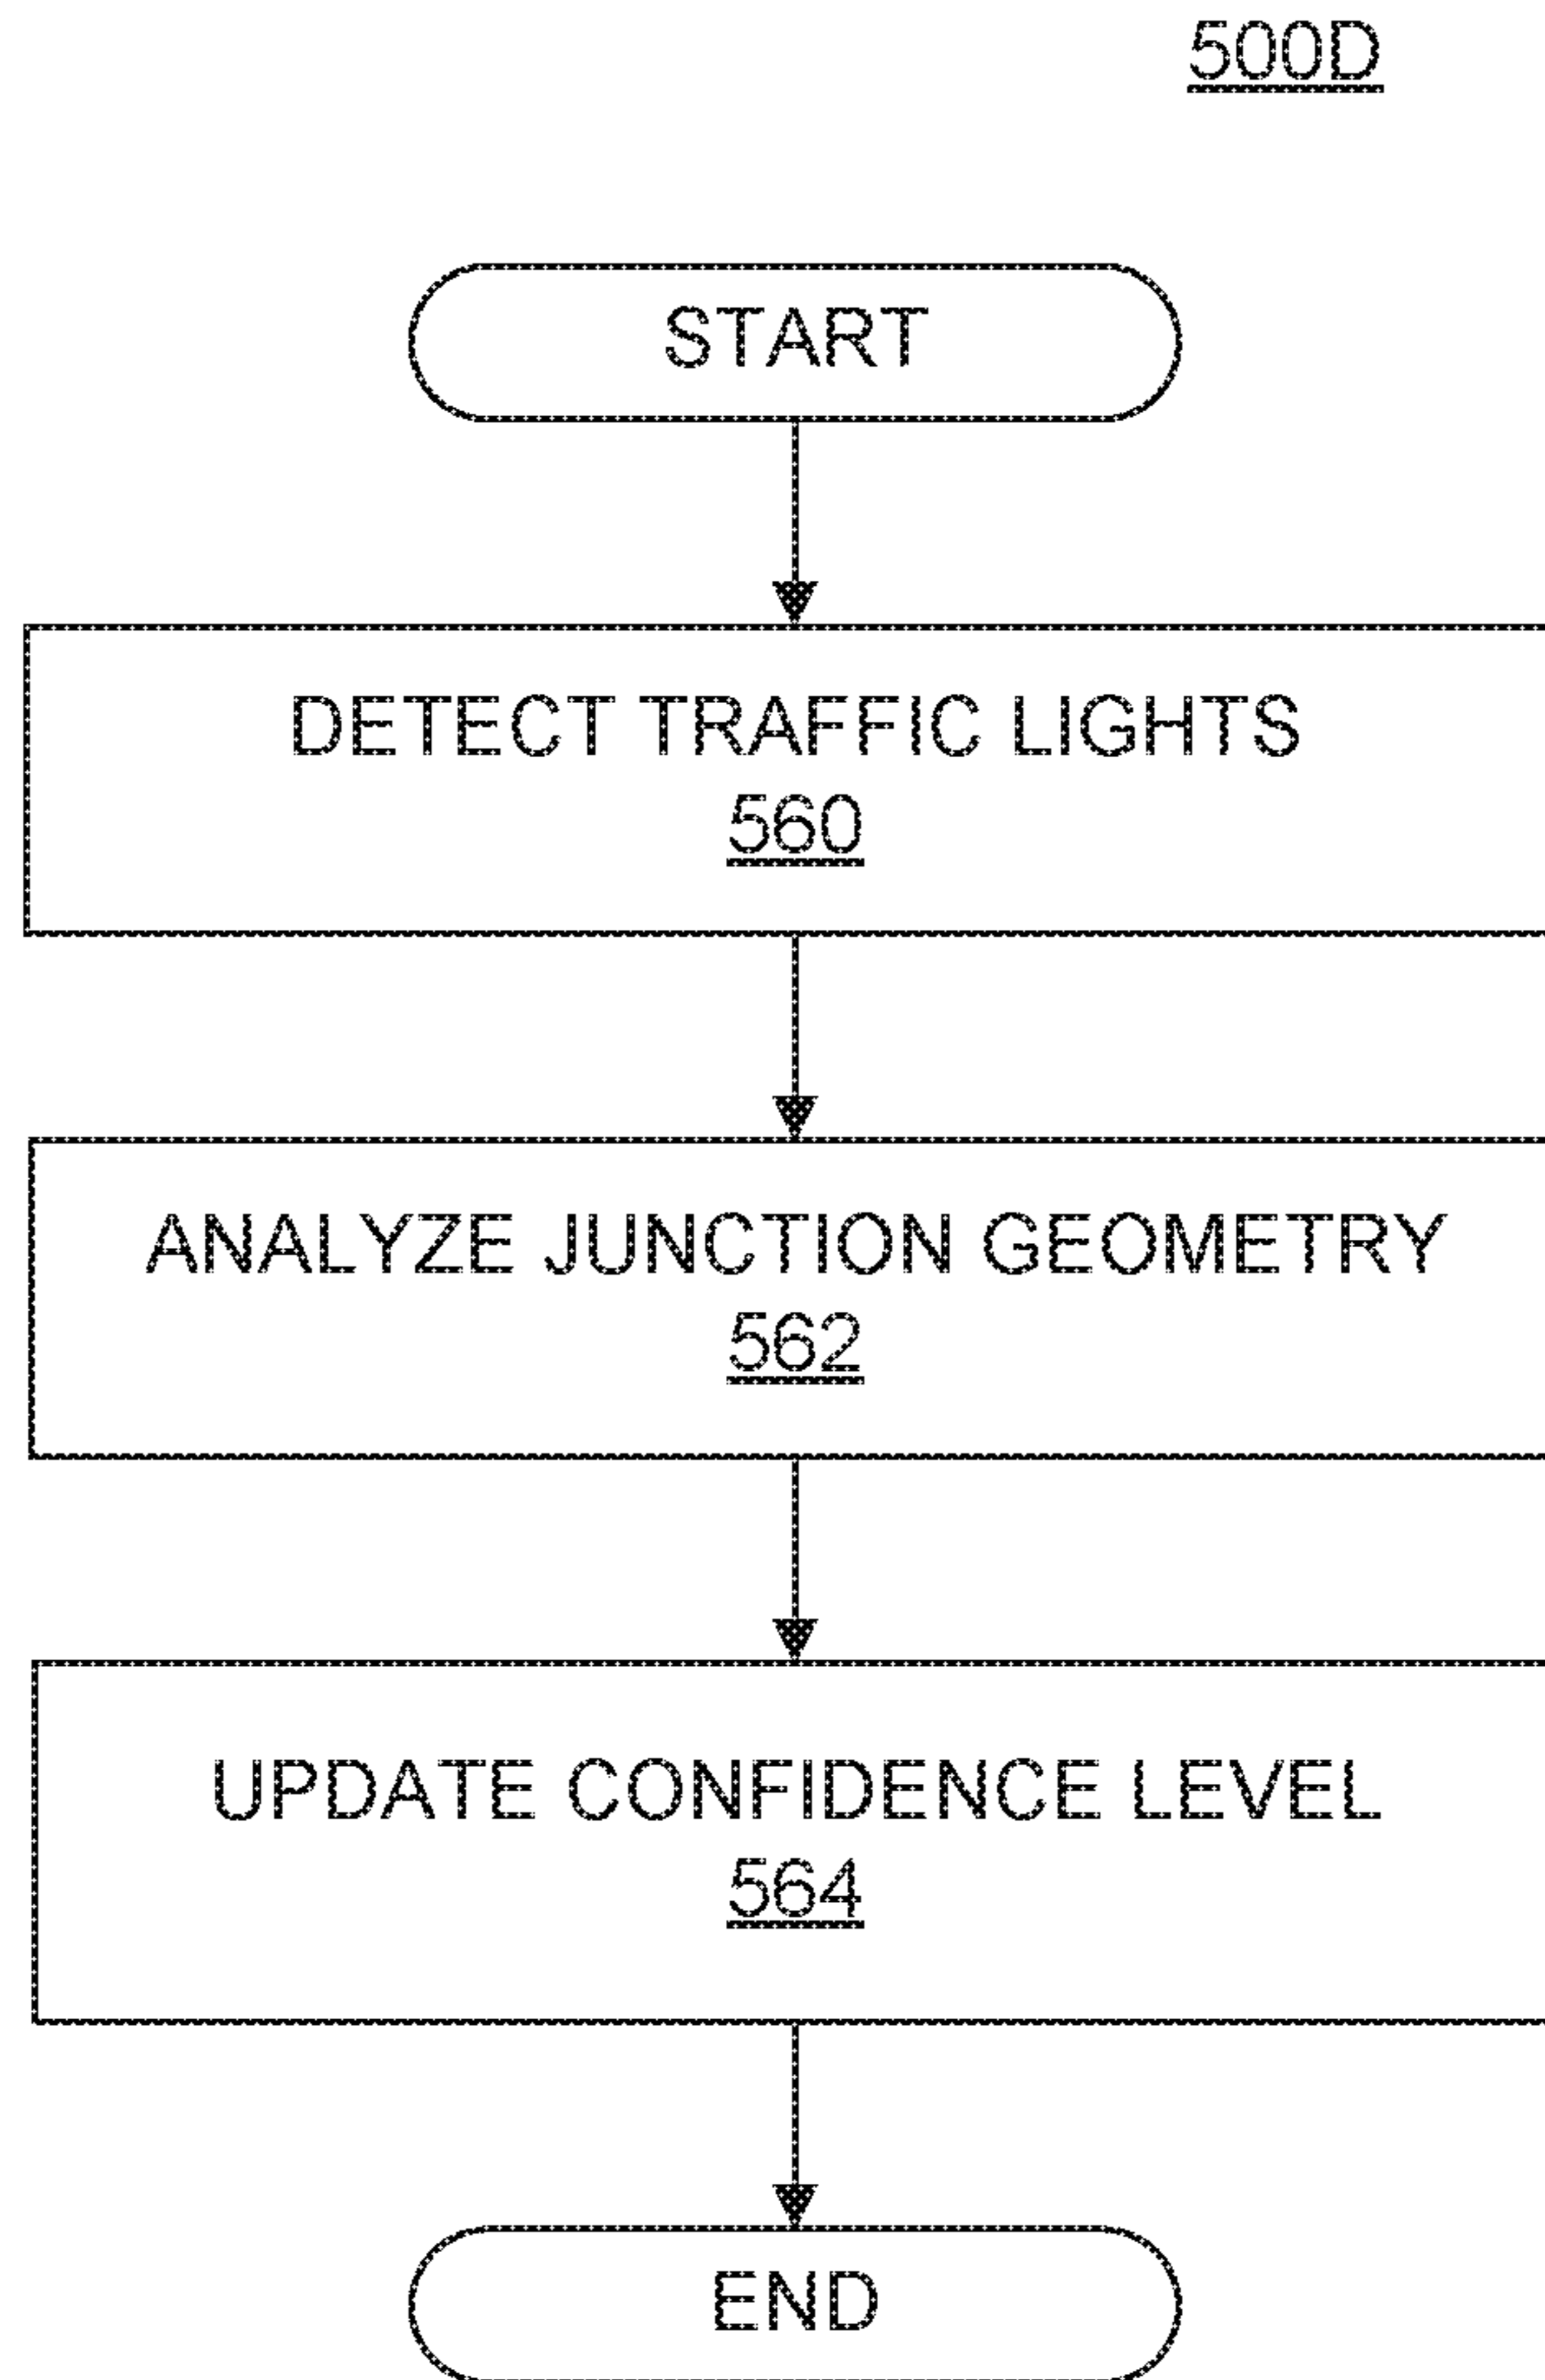 500D
START
DETECT TRAFFIC LIGHTS
560
ANALYZE JUNCTION GEOMETRY
562
UPDATE CONFIDENCE LEVEL
564
END